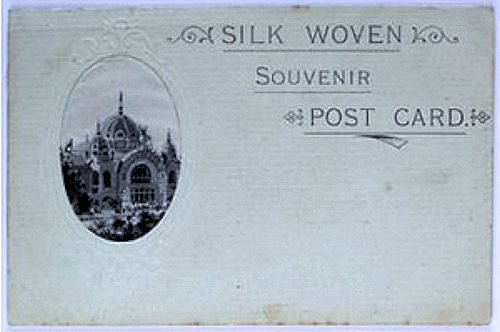 SILK WOVEN
SOUVENIR
POST CARD.